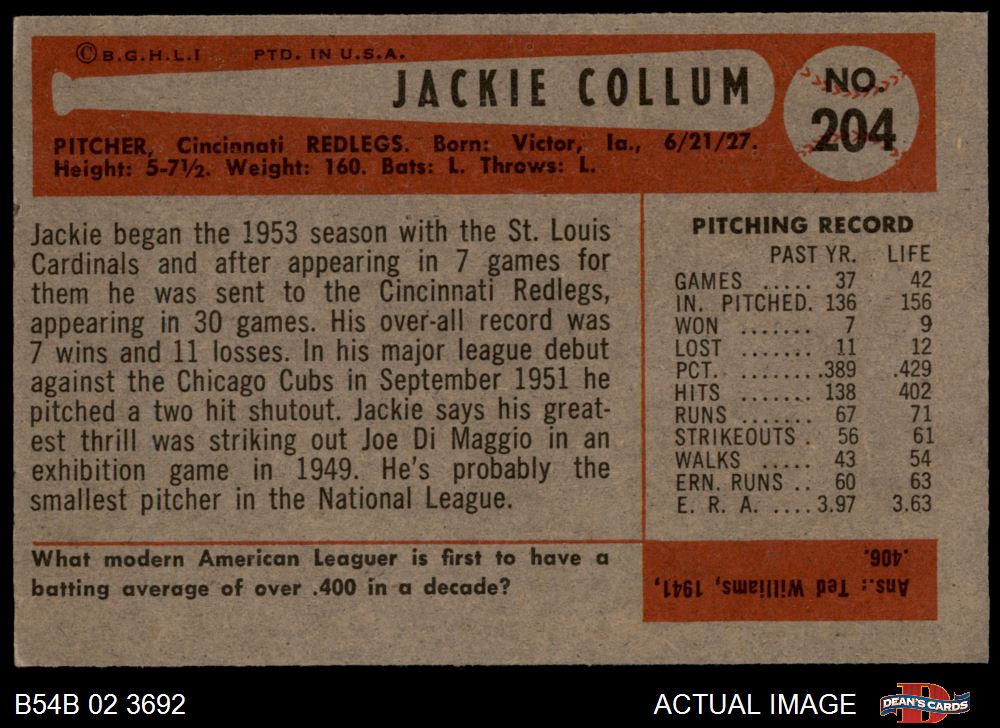 © B.G.H.L.I PTD. IN U.S.A.
JACKIE COLLUM
NO.
204
PITCHER, Cincinnati REDLEGS. Born: Victor, Ia., 6/21/27.
Height: 5-7½. Weight: 160. Bats: L. Throws: L.
Jackie began the 1953 season with the St. Louis
Cardinals and after appearing in 7 games for
them he was sent to the Cincinnati Redlegs,
appearing in 30 games. His over-all record was
7 wins and 11 losses. In his major league debut
against the Chicago Cubs in September 1951 he
pitched a two hit shutout. Jackie says his great-
est thrill was striking out Joe Di Maggio in an
exhibition game in 1949. He's probably the
smallest pitcher in the National League.
PITCHING RECORD
PAST YR. LIFE
GAMES ..... 37 42
IN. PITCHED. 136 156
WON ....... 7 9
LOST ....... 11 12
PCT. ........ .389 .429
HITS ....... 138 402
RUNS ...... 67 71
STRIKEOUTS . 56 61
WALKS ..... 43 54
ERN. RUNS .. 60 63
E. R. A. .... 3.97 3.63
What modern American Leaguer is first to have a
batting average of over .400 in a decade?
Ans.: Ted Williams, 1941,
.406.
B54B 02 3692
ACTUAL IMAGE
DEAN'S CARDS